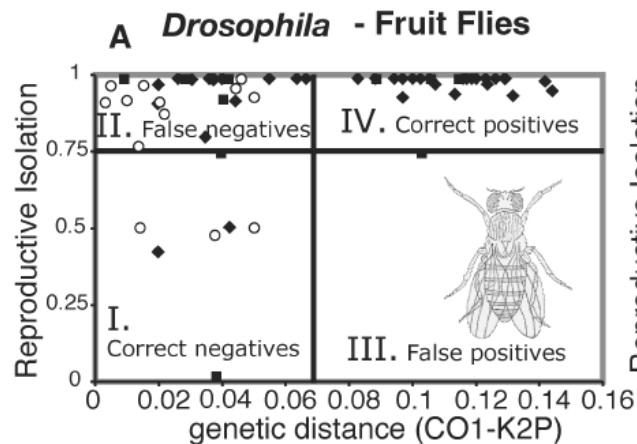 A Drosophila - Fruit Flies
Reproductive Isolation
1
0.75
0.5
0.25
0
II. False negatives
IV. Correct positives
I.
Correct negatives
III. False positives
0 0.02 0.04 0.06 0.08 0.10 0.12 0.14 0.16
genetic distance (CO1-K2P)